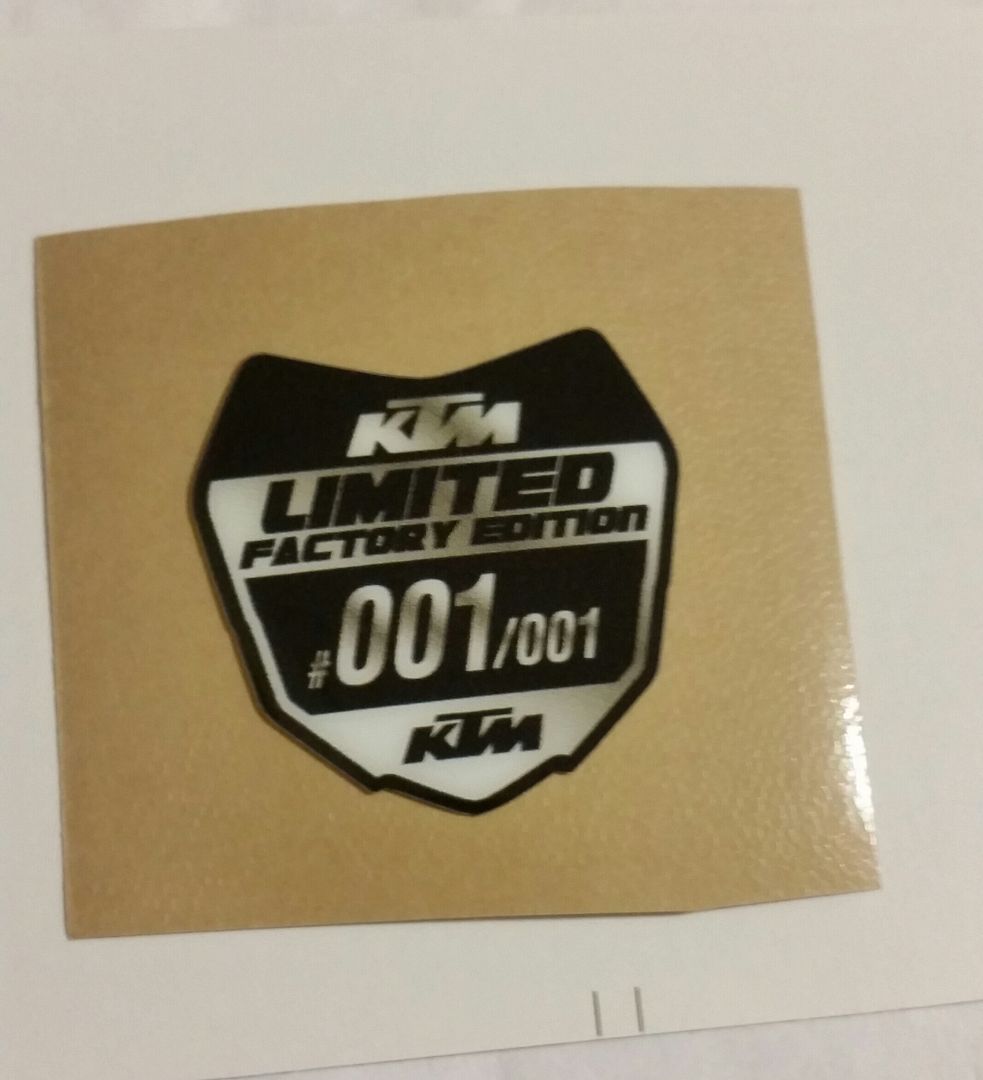 KTM
LIMITED
FACTORY EDITION
#001/001
KTM